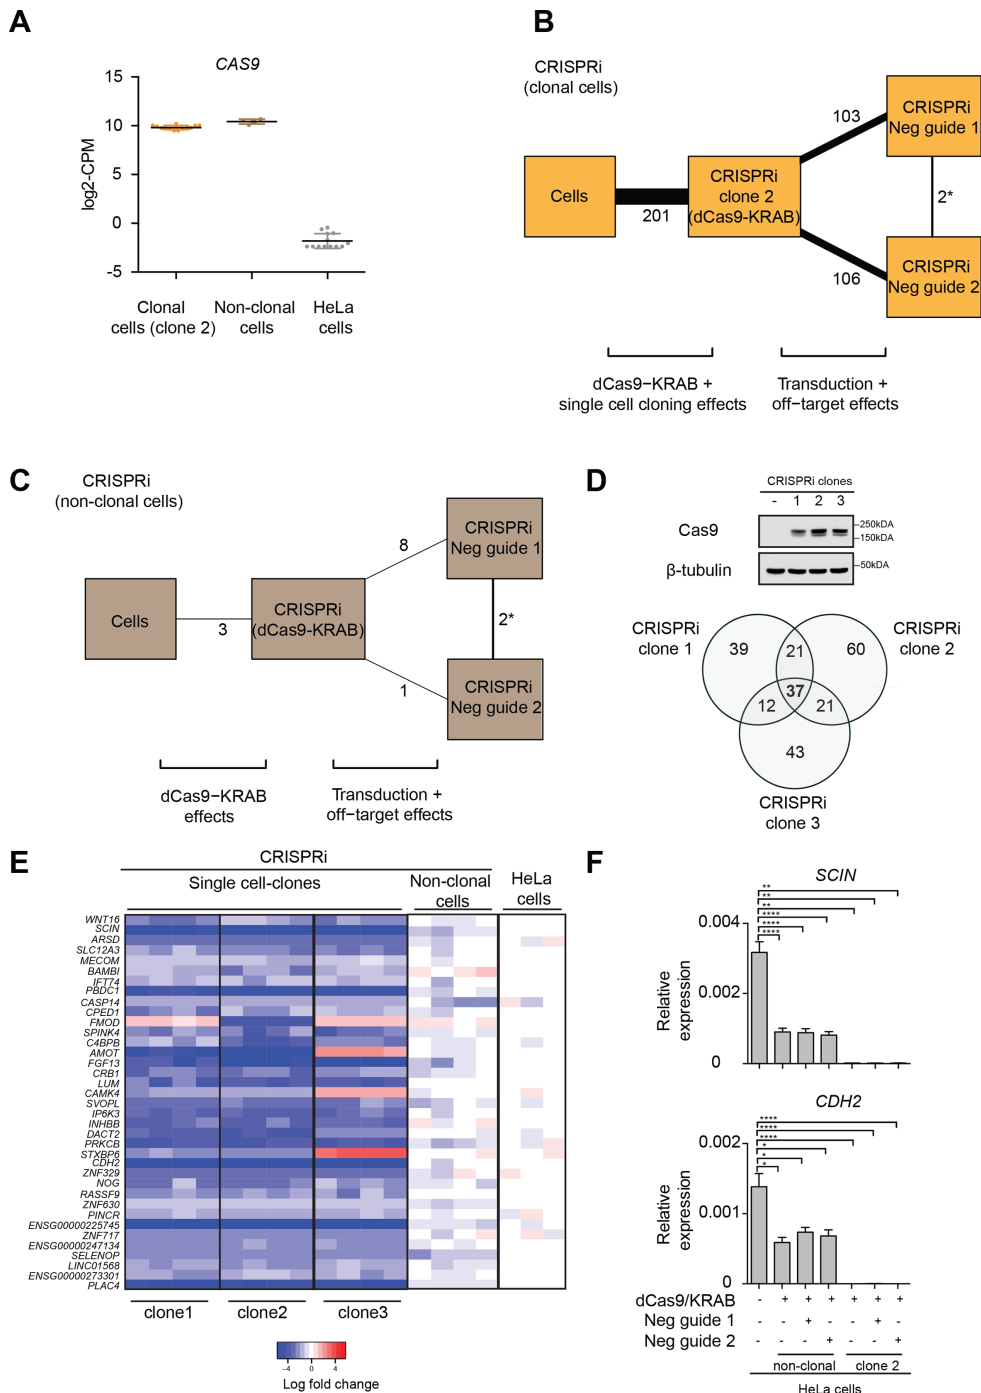 A
CAS9
15
10
5
0
-5
log2-CPM
Clonal
cells (clone 2)
Non-clonal
cells
HeLa
cells
B
CRISPRi
(clonal cells)
Cells
201
CRISPRi
clone 2
(dCas9-KRAB)
103
106
CRISPRi
Neg guide 1
2*
CRISPRi
Neg guide 2
dCas9−KRAB +
single cell cloning effects
Transduction +
off−target effects
C
CRISPRi
(non-clonal cells)
Cells
3
CRISPRi
(dCas9-KRAB)
8
1
CRISPRi
Neg guide 1
2*
CRISPRi
Neg guide 2
dCas9−KRAB
effects
Transduction +
off−target effects
D
CRISPRi clones
- 1 2 3
Cas9
250kDA
150kDA
β-tubulin
50kDA
CRISPRi
clone 1
CRISPRi
clone 2
39
21
60
37
12
21
43
CRISPRi
clone 3
E
CRISPRi
Single cell-clones
Non-clonal
cells
HeLa
cells
WNT16
SCIN
ARSD
SLC12A3
MECOM
BAMBI
IFT74
PBDC1
CASP14
CPED1
FMOD
SPINK4
C4BPB
AMOT
FGF13
CRB1
LUM
CAMK4
SVOPL
IP6K3
INHBB
DACT2
PRKCB
STXBP6
CDH2
ZNF329
NOG
RASSF9
ZNF630
PINCR
ENSG00000225745
ZNF717
ENSG00000247134
SELENOP
LINC01568
ENSG00000273301
PLAC4
clone1
clone2
clone3
−4 0 4
Log fold change
F
SCIN
**
**
**
****
****
****
0.004
0.002
0
Relative
expression
CDH2
****
****
****
*
*
*
0.002
0.001
0
Relative
expression
dCas9/KRAB - + + + + + +
Neg guide 1 - - + - - + -
Neg guide 2 - - - + - - +
non-clonal
clone 2
HeLa cells